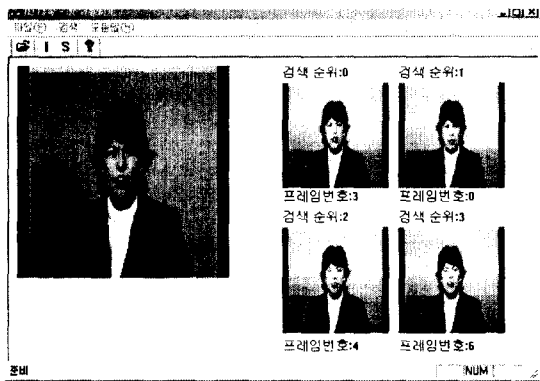 파일(F) 검색 도움말(H)
I S
검색 순위:0 검색 순위:1
프레임번호:3 프레임번호:0
검색 순위:2 검색 순위:3
프레임번호:4 프레임번호:6
준비 NUM